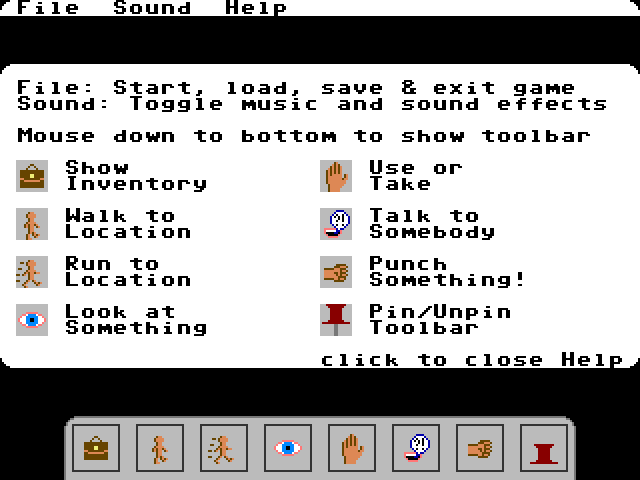 File Sound Help
File: Start, load, save & exit game
Sound: Toggle music and sound effects
Mouse down to bottom to show toolbar
Show
Inventory
Use or
Take
Walk to
Location
Talk to
Somebody
Run to
Location
Punch
Something!
Look at
Something
Pin/Unpin
Toolbar
click to close Help